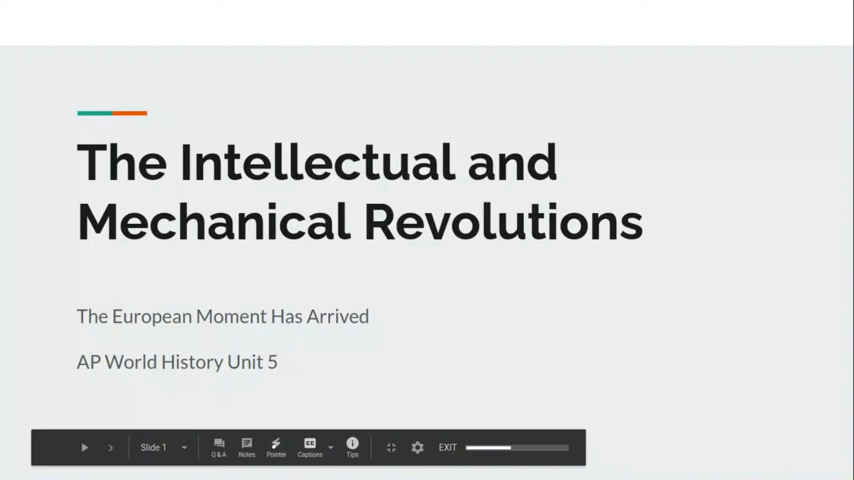 The Intellectual and
Mechanical Revolutions
The European Moment Has Arrived
AP World History Unit 5
Slide 1
Q & A
Notes
Pointer
CC
Captions
Tips
EXIT